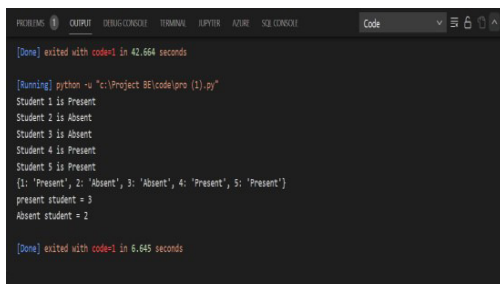 PROBLEMS 1 OUTPUT DEBUG CONSOLE TERMINAL JUPYTER AZURE SQL CONSOLE Code
[Done] exited with code=1 in 42.664 seconds
[Running] python -u "c:\Project BE\code\pro (1).py"
Student 1 is Present
Student 2 is Absent
Student 3 is Absent
Student 4 is Present
Student 5 is Present
{1: 'Present', 2: 'Absent', 3: 'Absent', 4: 'Present', 5: 'Present'}
present student = 3
Absent student = 2
[Done] exited with code=1 in 6.645 seconds